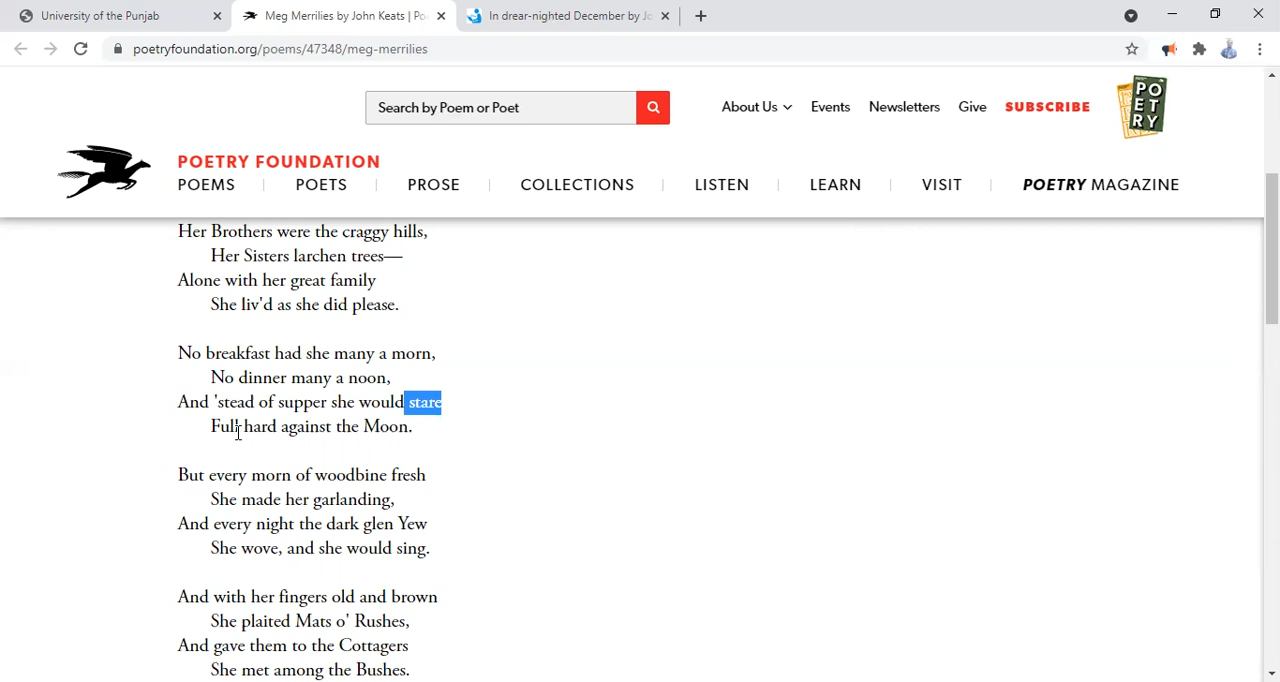 University of the Punjab
Meg Merrilies by John Keats | Po
In drear-nighted December by Jo
poetryfoundation.org/poems/47348/meg-merrilies
Search by Poem or Poet
About Us
Events
Newsletters
Give
SUBSCRIBE
PO
ET
RY
POETRY FOUNDATION
POEMS
POETS
PROSE
COLLECTIONS
LISTEN
LEARN
VISIT
POETRY MAGAZINE
Her Brothers were the craggy hills,
Her Sisters larchen trees—
Alone with her great family
She liv'd as she did please.
No breakfast had she many a morn,
No dinner many a noon,
And 'stead of supper she would stare
Full hard against the Moon.
But every morn of woodbine fresh
She made her garlanding,
And every night the dark glen Yew
She wove, and she would sing.
And with her fingers old and brown
She plaited Mats o' Rushes,
And gave them to the Cottagers
She met among the Bushes.